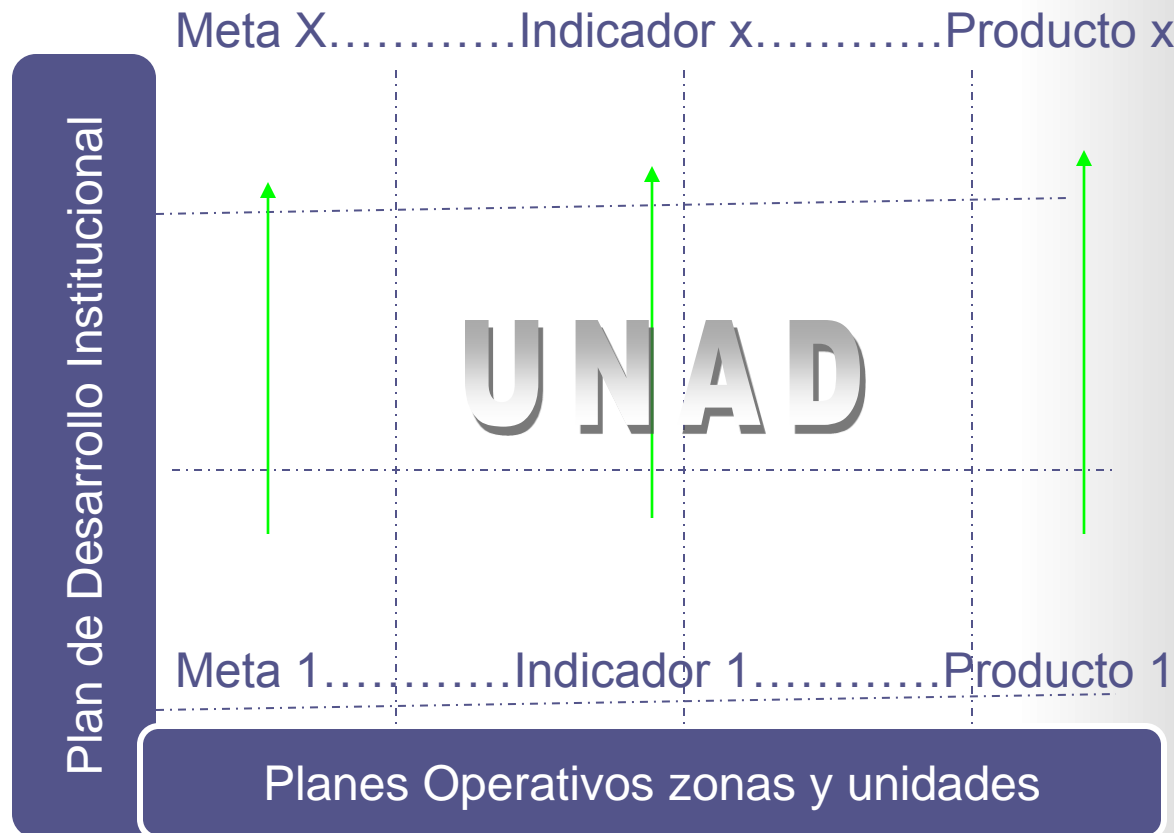 Meta X…………Indicador x…………Producto x
Plan de Desarrollo Institucional
UNAD
Meta 1…………Indicador 1…………Producto 1
Planes Operativos zonas y unidades